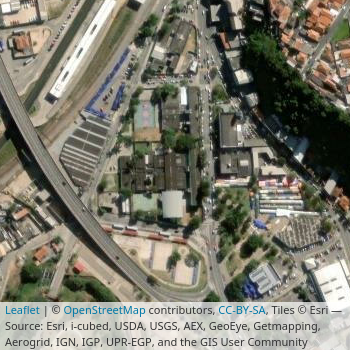 Leaflet | © OpenStreetMap contributors, CC-BY-SA, Tiles © Esri —
Source: Esri, i-cubed, USDA, USGS, AEX, GeoEye, Getmapping,
Aerogrid, IGN, IGP, UPR-EGP, and the GIS User Community